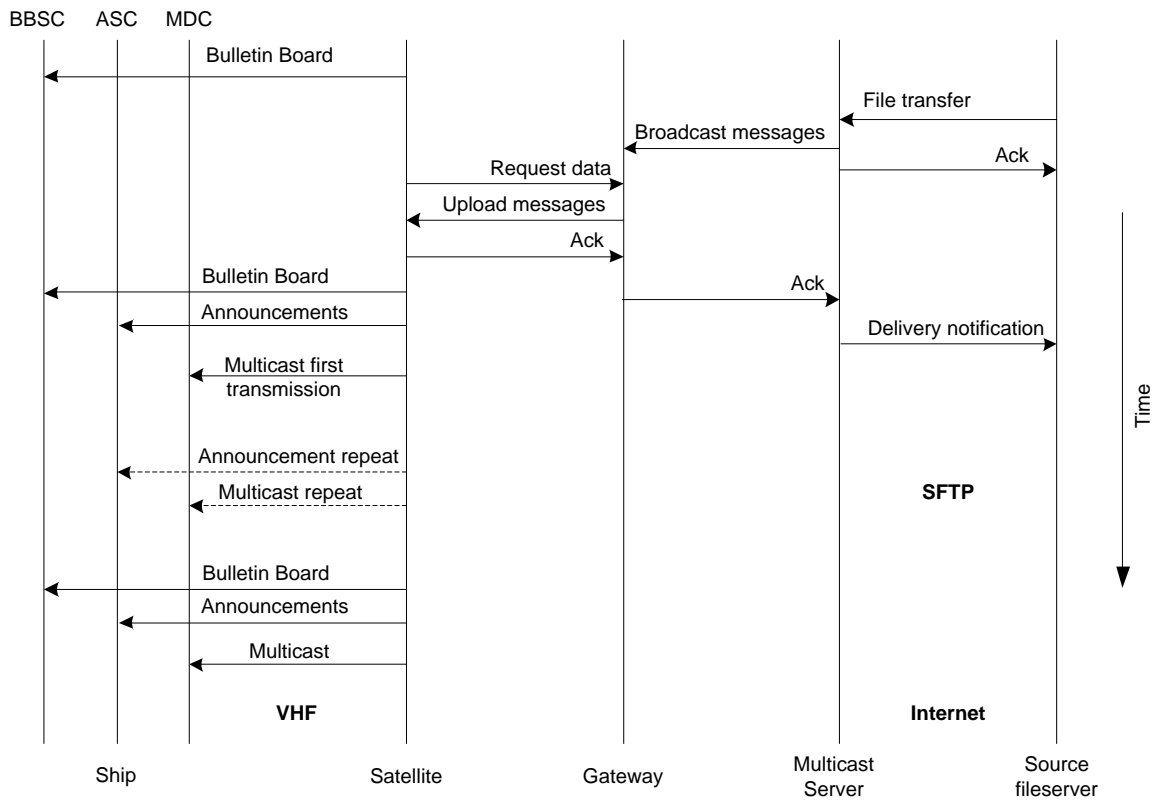 BBSC ASC MDC
Bulletin Board
File transfer
Broadcast messages
Ack
Request data
Upload messages
Ack
Bulletin Board
Ack
Announcements
Delivery notification
Multicast first
transmission
Time
Announcement repeat
Multicast repeat
SFTP
Bulletin Board
Announcements
Multicast
VHF
Internet
Ship
Satellite
Gateway
Multicast
Server
Source
fileserver